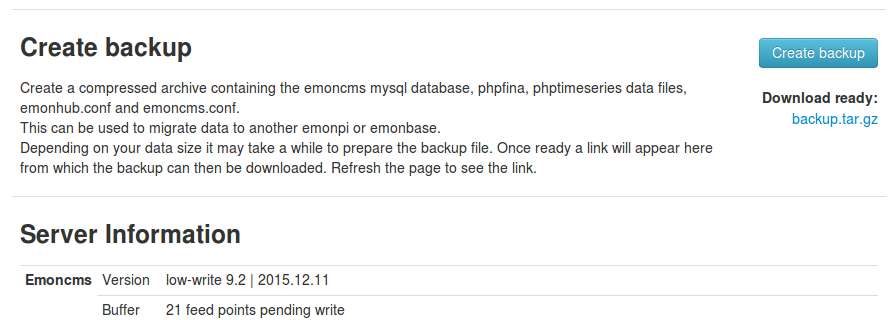 Create backup
Create backup
Create a compressed archive containing the emoncms mysql database, phpfina, phptimeseries data files,
emonhub.conf and emoncms.conf.
This can be used to migrate data to another emonpi or emonbase.
Depending on your data size it may take a while to prepare the backup file. Once ready a link will appear here
from which the backup can then be downloaded. Refresh the page to see the link.
Download ready:
backup.tar.gz
Server Information
Emoncms Version low-write 9.2 | 2015.12.11
Buffer 21 feed points pending write